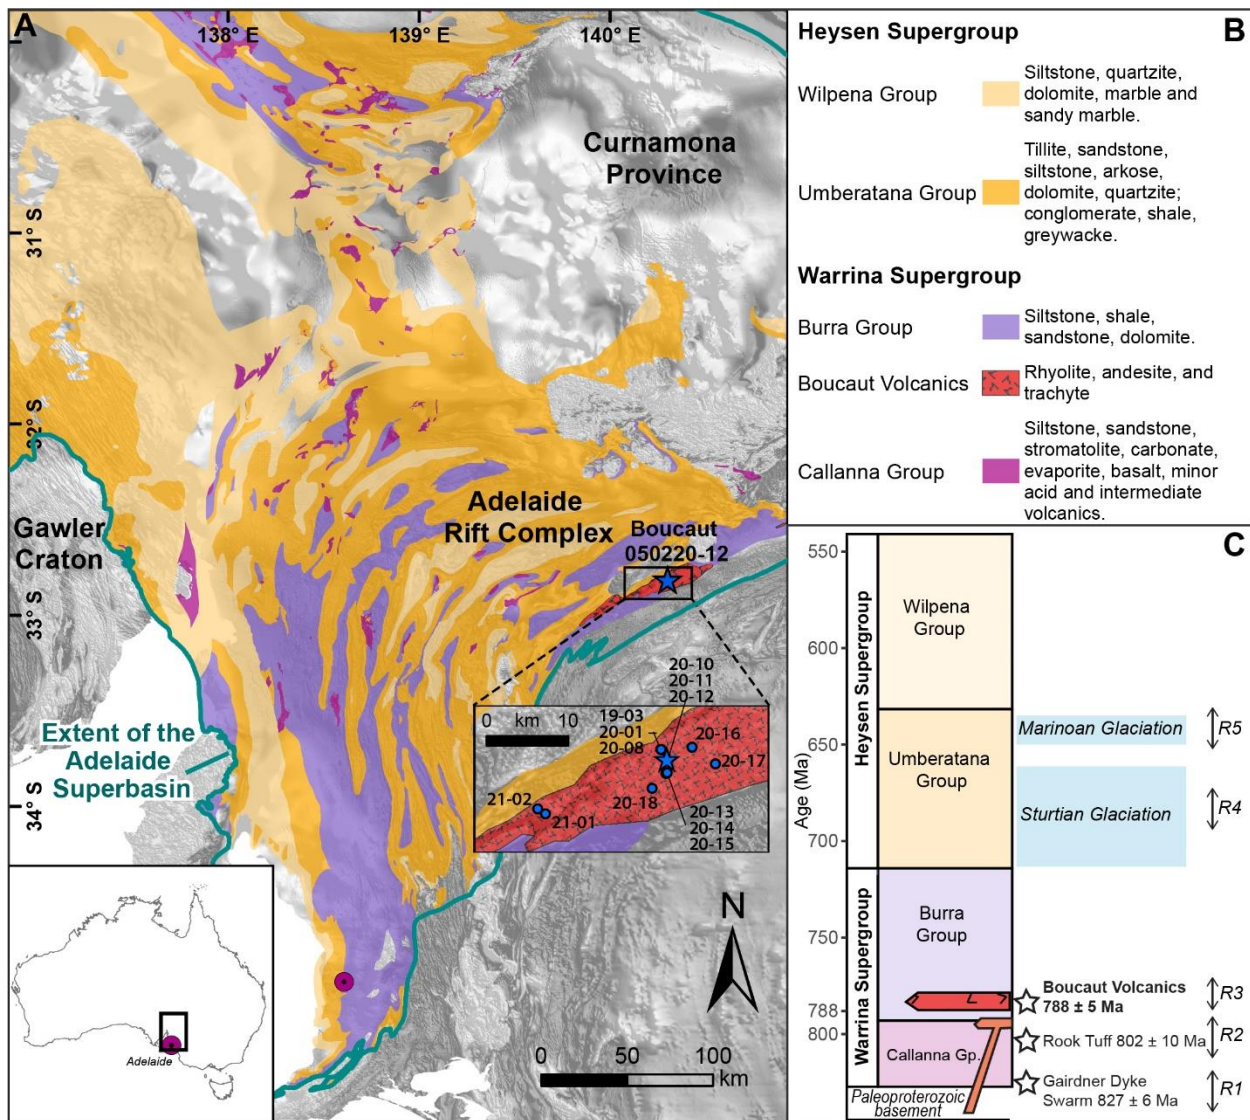 A
138° E
139° E
140° E
31° S
32° S
33° S
34° S
Curnamona
Province
Gawler
Craton
Adelaide
Rift Complex
Boucaut
050220-12
Extent of the
Adelaide
Superbasin
0 km 10
20-10
20-11
20-12
19-03
20-01
20-08
20-16
20-17
20-18
21-02
21-01
20-13
20-14
20-15
N
0 50 100
km
Adelaide
B
Heysen Supergroup
Wilpena Group
Siltstone, quartzite,
dolomite, marble and
sandy marble.
Umberatana Group
Tillite, sandstone,
siltstone, arkose,
dolomite, quartzite;
conglomerate, shale,
greywacke.
Warrina Supergroup
Burra Group
Siltstone, shale,
sandstone, dolomite.
Boucaut Volcanics
Rhyolite, andesite, and
trachyte
Callanna Group
Siltstone, sandstone,
stromatolite, carbonate,
evaporite, basalt, minor
acid and intermediate
volcanics.
C
Age (Ma)
550
600
650
700
750
788
800
Heysen Supergroup
Warrina Supergroup
Wilpena
Group
Umberatana
Group
Burra
Group
Callanna Gp.
Paleoproterozoic
basement
Marinoan Glaciation
R5
Sturtian Glaciation
R4
Boucaut Volcanics
788 ± 5 Ma
R3
Rook Tuff 802 ± 10 Ma
R2
Gairdner Dyke
Swarm 827 ± 6 Ma
R1